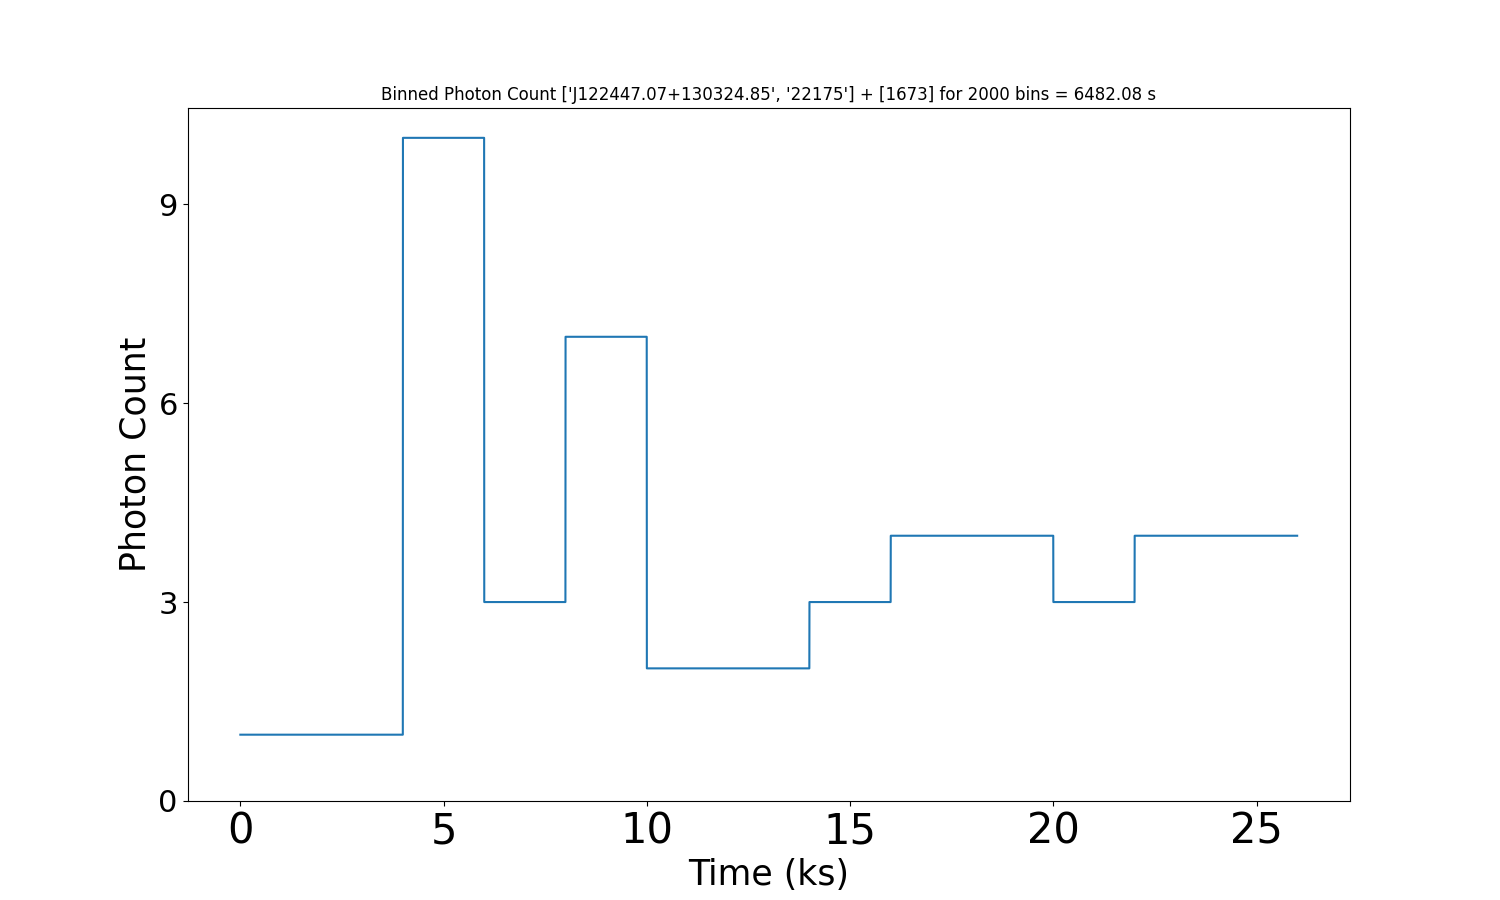 Binned Photon Count ['J122447.07+130324.85', '22175'] + [1673] for 2000 bins = 6482.08 s
Photon Count
9
6
3
0
0 5 10 15 20 25
Time (ks)